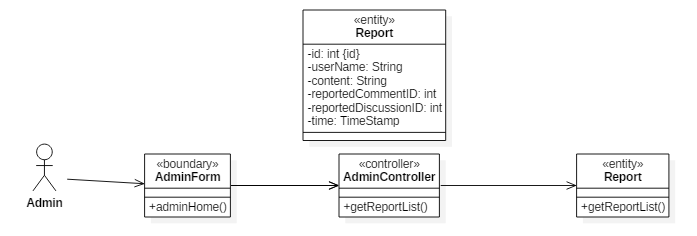 «entity»
Report
-id: int {id}
-userName: String
-content: String
-reportedCommentID: int
-reportedDiscussionID: int
-time: TimeStamp
Admin
«boundary»
AdminForm
+adminHome()
«controller»
AdminController
+getReportList()
«entity»
Report
+getReportList()